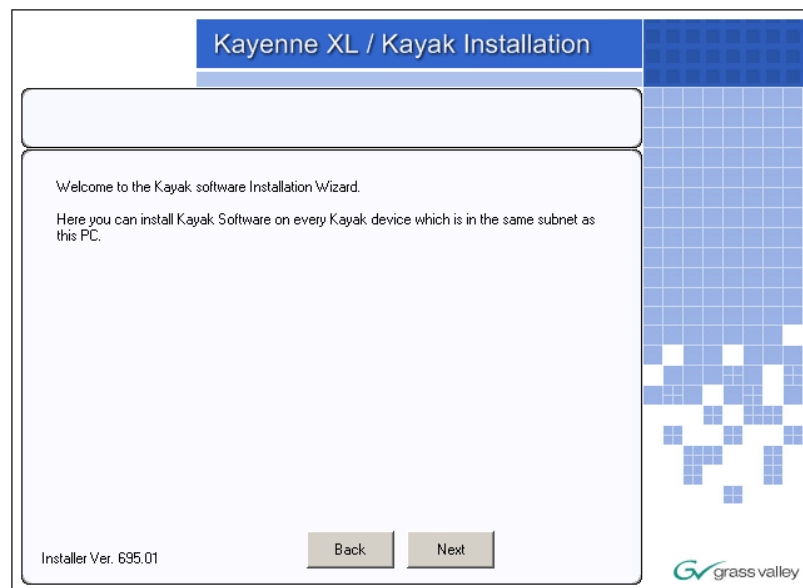 Kayenne XL / Kayak Installation
Welcome to the Kayak software Installation Wizard.
Here you can install Kayak Software on every Kayak device which is in the same subnet as
this PC.
Back
Next
Installer Ver. 695.01
GV grass valley